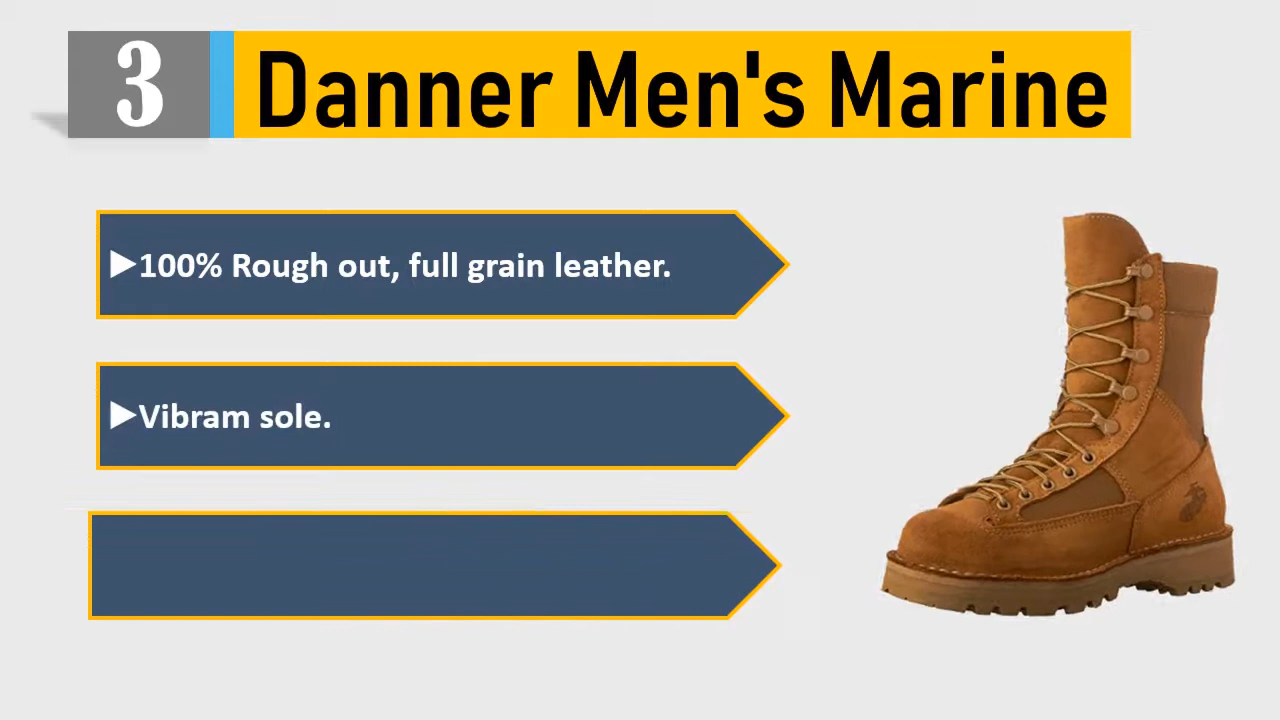 3 Danner Men's Marine
►100% Rough out, full grain leather.
►Vibram sole.